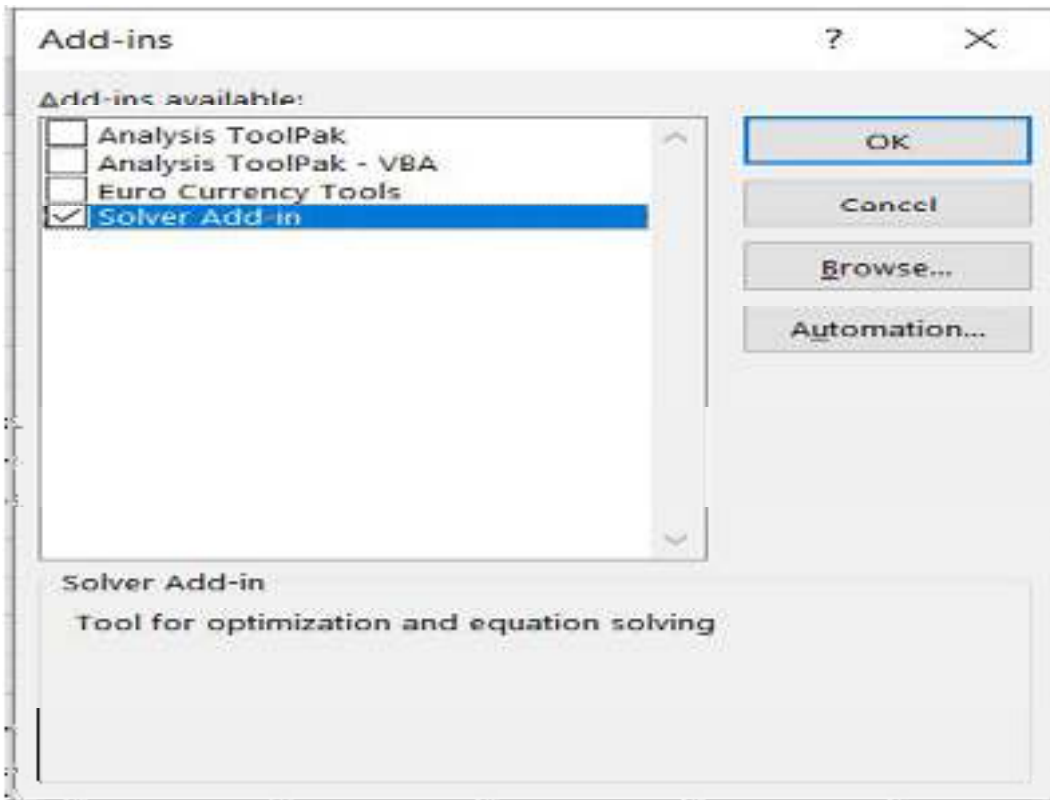 Add-ins
?
Add-ins available:
Analysis ToolPak
Analysis ToolPak - VBA
Euro Currency Tools
Solver Add-in
OK
Cancel
Browse...
Automation...
Solver Add-in
Tool for optimization and equation solving